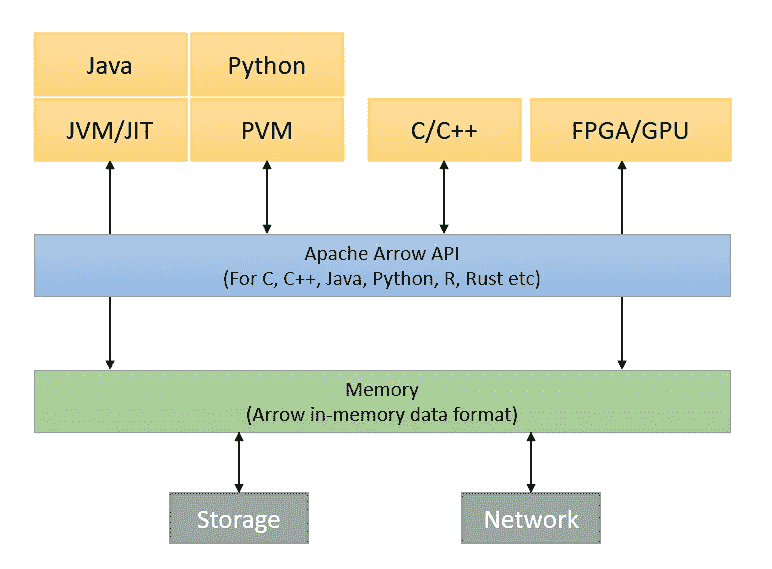 Java
Python
JVM/JIT
PVM
C/C++
FPGA/GPU
Apache Arrow API
(For C, C++, Java, Python, R, Rust etc)
Memory
(Arrow in-memory data format)
Storage
Network